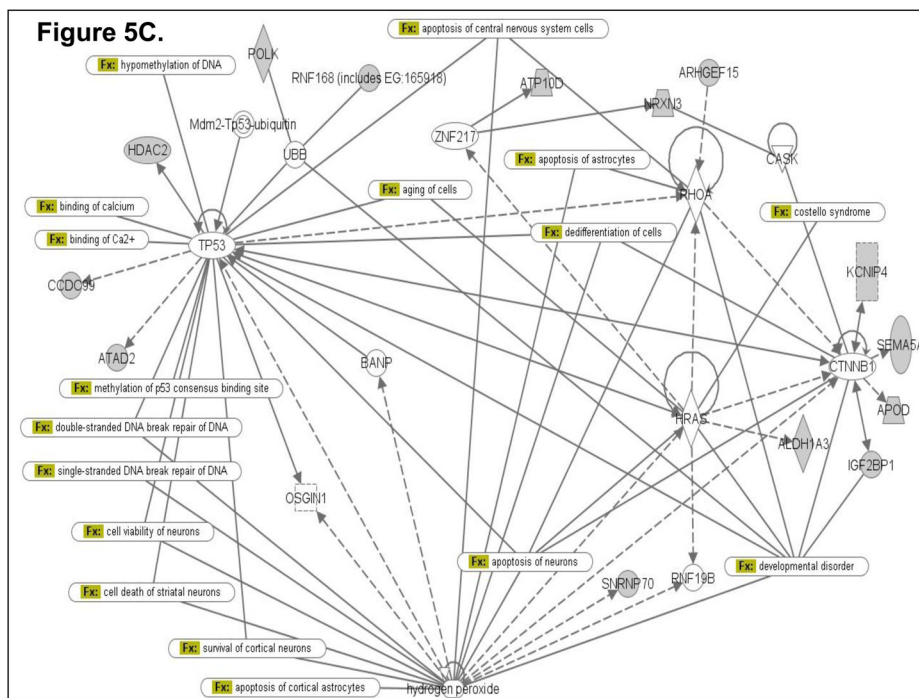 Figure 5C.
Fx: apoptosis of central nervous system cells
POLK
Fx: hypomethylation of DNA
RNF168 (includes EG:165918)
ATP10D
ARHGEF15
NRXN3
Mdm2-Tp53-ubiquitin
ZNF217
HDAC2
UBB
CASK
Fx: apoptosis of astrocytes
Fx: aging of cells
RHOA
Fx: binding of calcium
Fx: costello syndrome
Fx: binding of Ca2+
TP53
Fx: dedifferentiation of cells
CCDC99
KCNIP4
SEMA5A
ATAD2
BANP
CTNNB1
Fx: methylation of p53 consensus binding site
APOD
HRAS
Fx: double-stranded DNA break repair of DNA
ALDH1A3
IGF2BP1
Fx: single-stranded DNA break repair of DNA
OSGIN1
Fx: cell viability of neurons
Fx: apoptosis of neurons
Fx: developmental disorder
SNRNP70
RNF19B
Fx: cell death of striatal neurons
Fx: survival of cortical neurons
Fx: apoptosis of cortical astrocytes
hydrogen peroxide